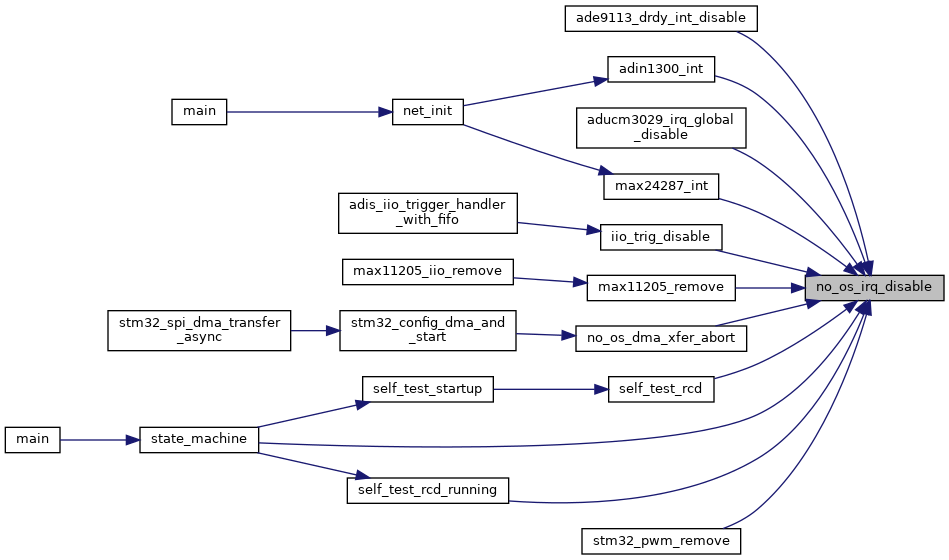 ade9113_drdy_int_disable
adin1300_int
main
net_init
aducm3029_irq_global
_disable
max24287_int
adis_iio_trigger_handler
_with_fifo
iio_trig_disable
max11205_iio_remove
max11205_remove
no_os_irq_disable
stm32_spi_dma_transfer
_async
stm32_config_dma_and
_start
no_os_dma_xfer_abort
self_test_startup
self_test_rcd
main
state_machine
self_test_rcd_running
stm32_pwm_remove